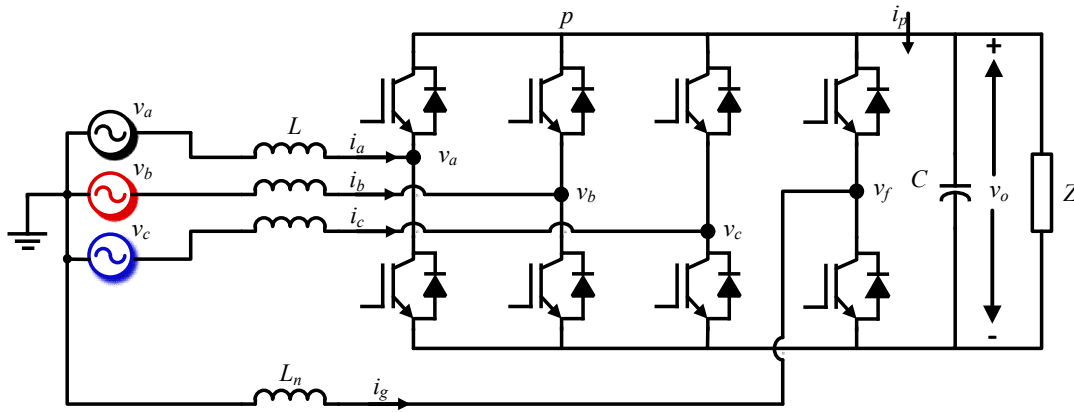 p
i_p
+
v_a
L
i_a
v_a
v_b
i_b
v_b
v_f
C
v_o
Z
v_c
i_c
v_c
-
L_n
i_g